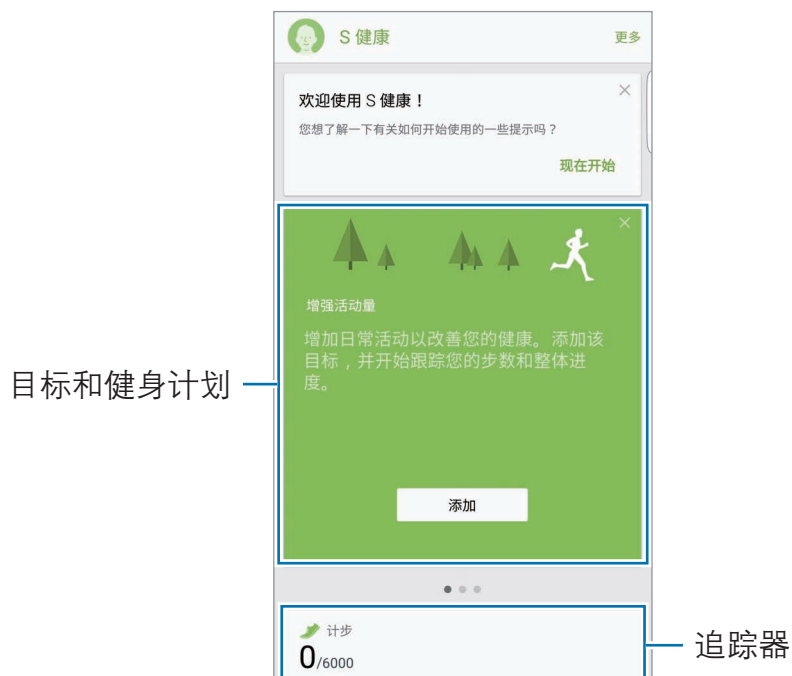 S 健康
更多
欢迎使用 S 健康！
您想了解一下有关如何开始使用的一些提示吗？
现在开始
增强活动量
增加日常活动以改善您的健康。添加该
目标，并开始跟踪您的步数和整体进
度。
目标和健身计划
添加
计步
0/6000
追踪器